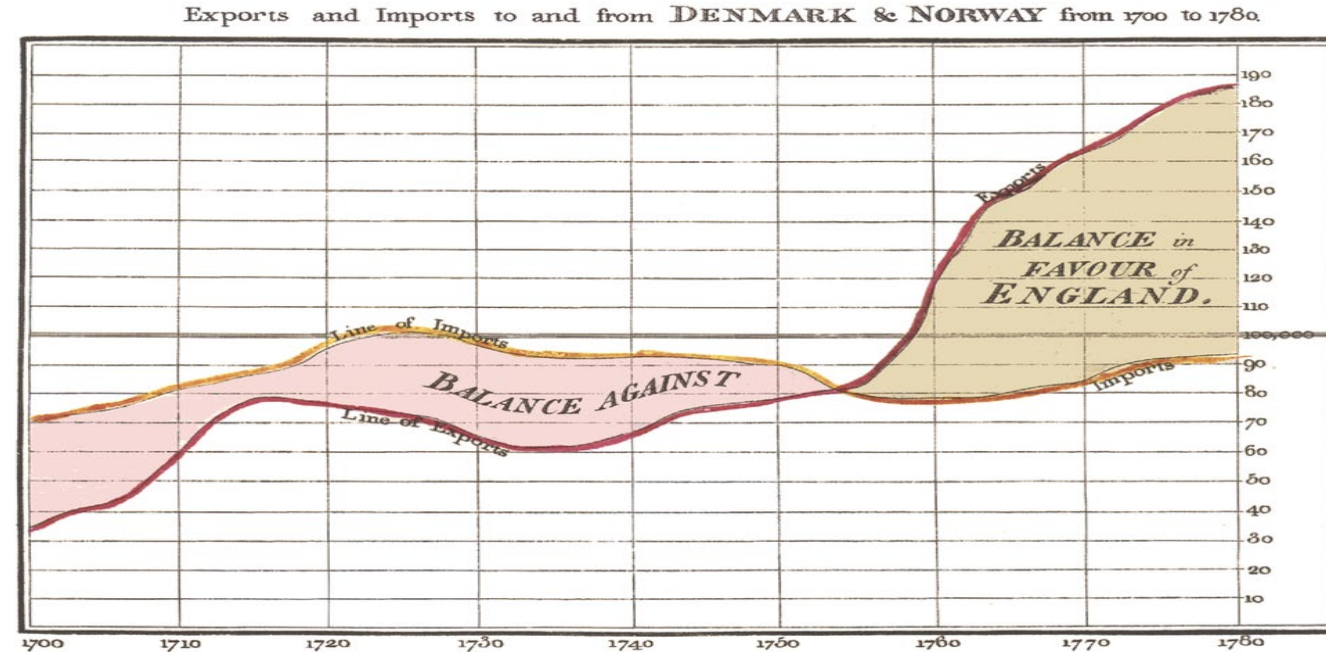 Exports and Imports to and from DENMARK & NORWAY from 1700 to 1780.
190
180
170
160
Exports
150
140
BALANCE in
130
FAVOUR of
120
ENGLAND.
110
Line of Imports
100,000
90
Imports
BALANCE AGAINST
80
Line of Exports
70
60
50
40
30
20
10
1700 1710 1720 1730 1740 1750 1760 1770 1780